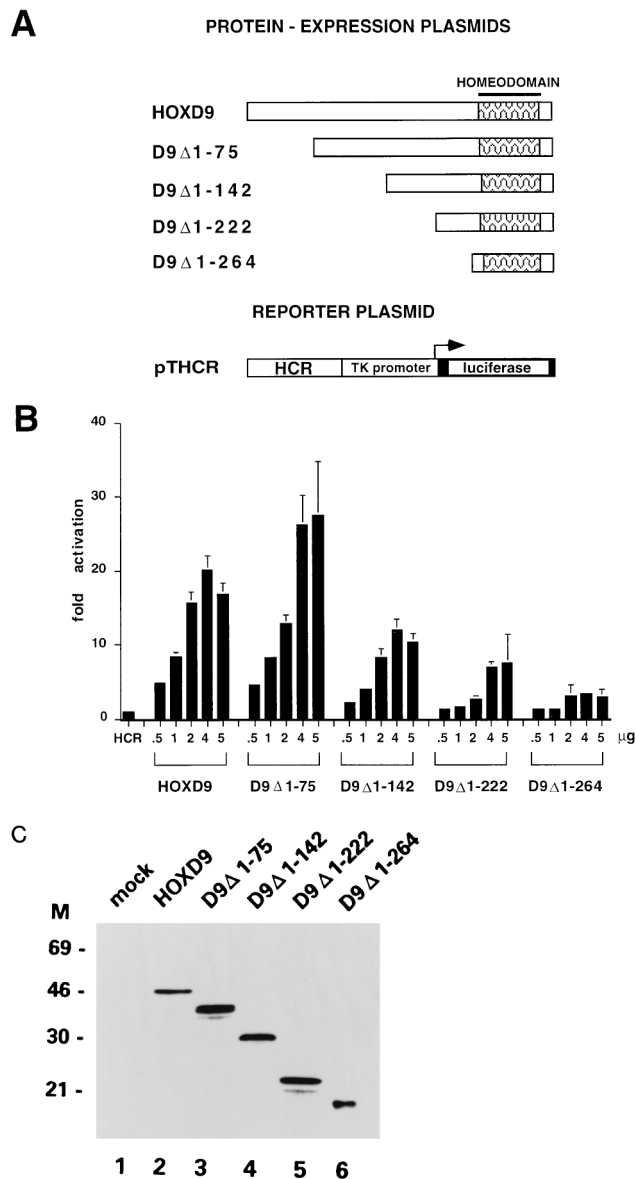 A
PROTEIN - EXPRESSION PLASMIDS
HOMEODOMAIN
HOXD9
D9Δ1-75
D9Δ1-142
D9Δ1-222
D9Δ1-264
REPORTER PLASMID
pTHCR HCR TK promoter luciferase
B
fold activation
40
30
20
10
0
HCR .5 1 2 4 5 .5 1 2 4 5 .5 1 2 4 5 .5 1 2 4 5 .5 1 2 4 5 μg
HOXD9 D9Δ1-75 D9Δ1-142 D9Δ1-222 D9Δ1-264
C
mock HOXD9 D9Δ1-75 D9Δ1-142 D9Δ1-222 D9Δ1-264
M
69 -
46 -
30 -
21 -
1 2 3 4 5 6